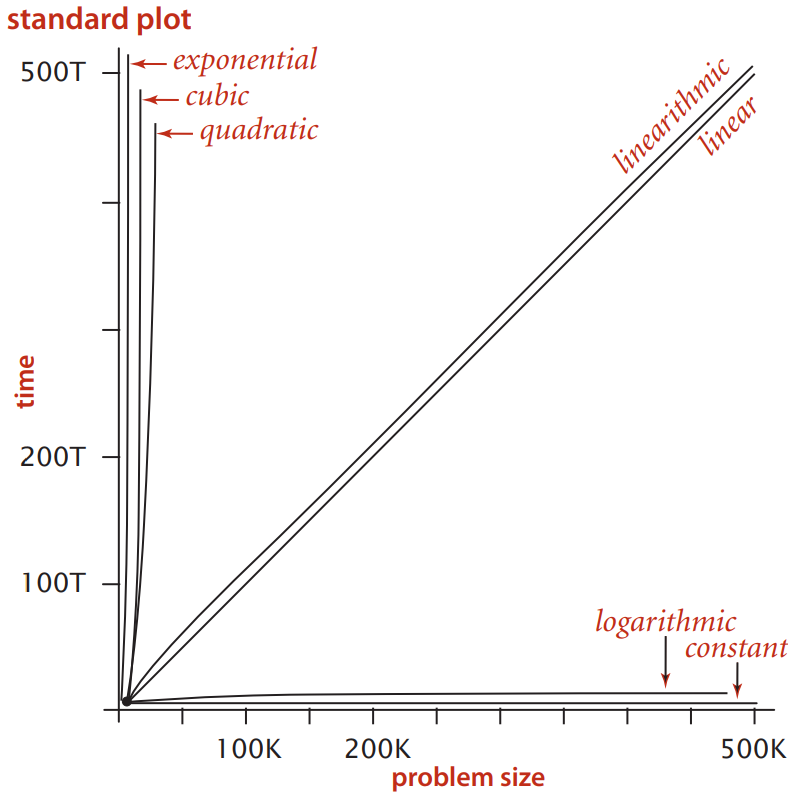 standard plot
500T
exponential
cubic
quadratic
linearithmic
linear
time
200T
100T
logarithmic
constant
100K
200K
500K
problem size